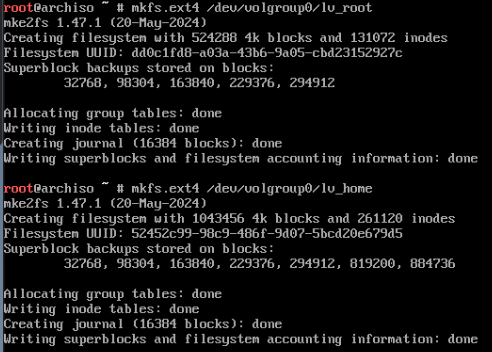 root@archiso ~ # mkfs.ext4 /dev/volgroup0/lv_root
mke2fs 1.47.1 (20-May-2024)
Creating filesystem with 524288 4k blocks and 131072 inodes
Filesystem UUID: dd0c1fd8-a03a-43b6-9a05-cbd23152927c
Superblock backups stored on blocks:
        32768, 98304, 163840, 229376, 294912

Allocating group tables: done
Writing inode tables: done
Creating journal (16384 blocks): done
Writing superblocks and filesystem accounting information: done

root@archiso ~ # mkfs.ext4 /dev/volgroup0/lv_home
mke2fs 1.47.1 (20-May-2024)
Creating filesystem with 1043456 4k blocks and 261120 inodes
Filesystem UUID: 52452c99-98c9-486f-9d07-5bcd20e679d5
Superblock backups stored on blocks:
        32768, 98304, 163840, 229376, 294912, 819200, 884736

Allocating group tables: done
Writing inode tables: done
Creating journal (16384 blocks): done
Writing superblocks and filesystem accounting information: done